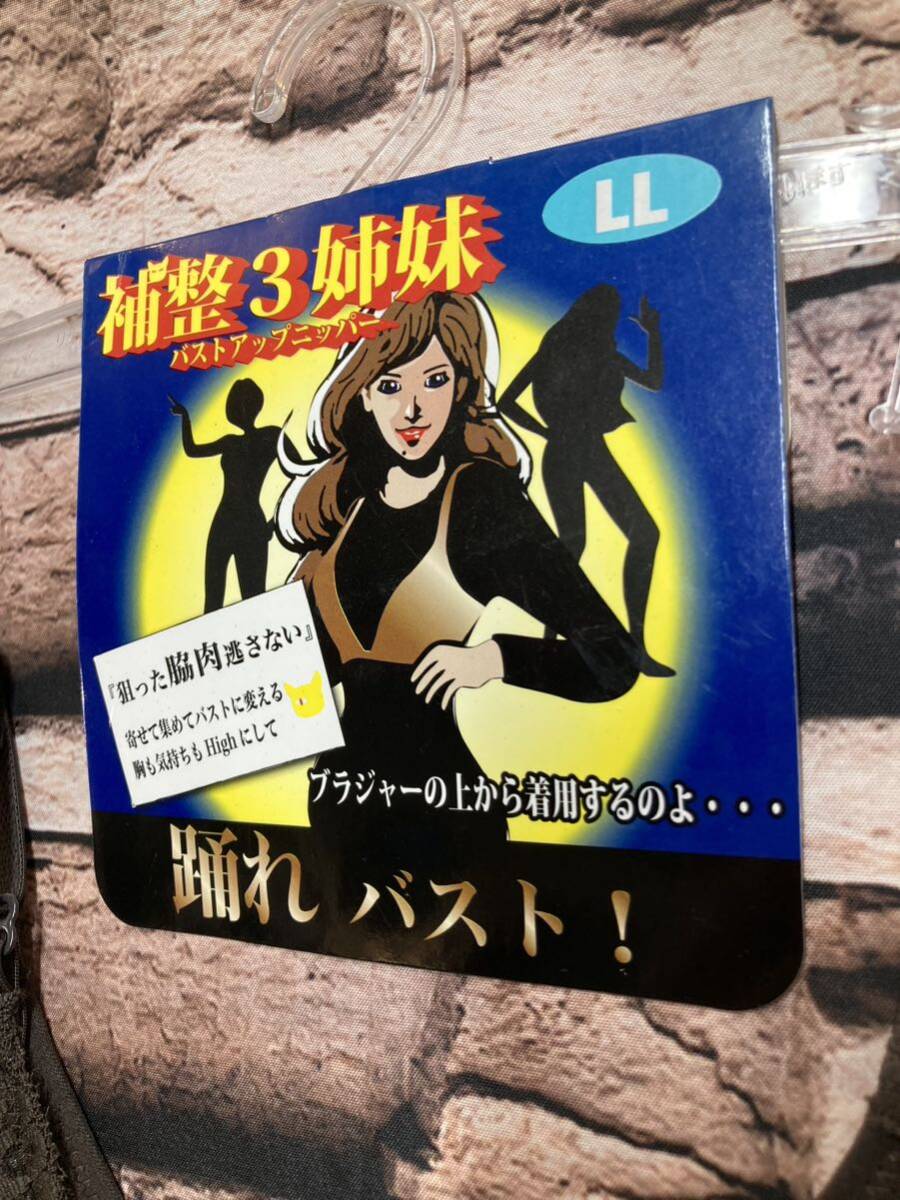 LL
補整3姉妹
バストアップニッパー
『狙った脇肉逃さない』
寄せて集めてバストに変える
胸も気持ちもHighにして
ブラジャーの上から着用するのよ・・・
踊れ バスト！